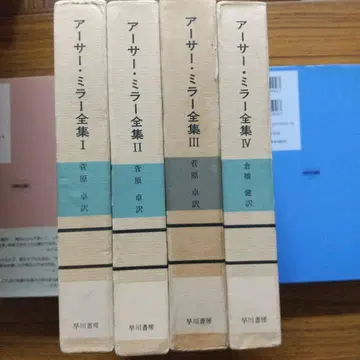 アーサー・ミラー全集 I
菅原 卓訳
早川書房
アーサー・ミラー全集 II
菅原 卓訳
早川書房
アーサー・ミラー全集 III
菅原 卓訳
早川書房
アーサー・ミラー全集 IV
倉橋 健訳
早川書房